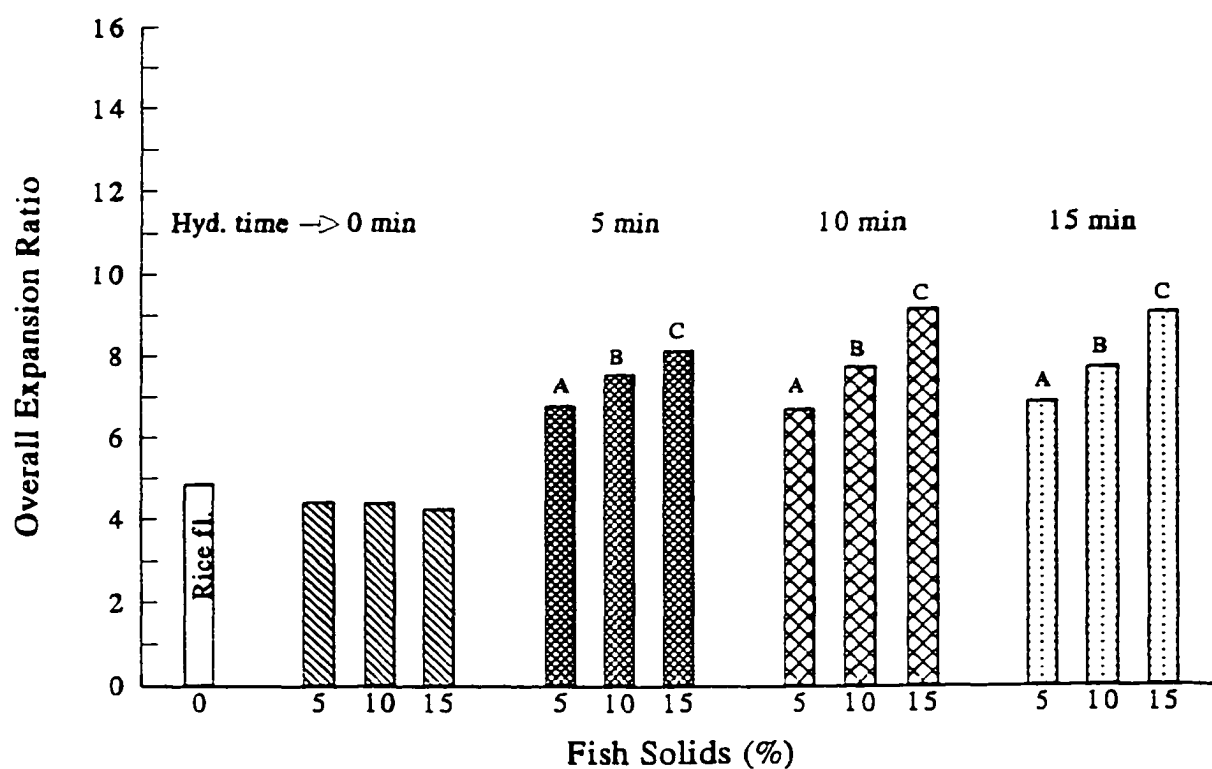 16
14
12
10
8
6
4
2
0
Overall Expansion Ratio
Hyd. time -> 0 min 5 min 10 min 15 min
A B C A B C A B C
Rice fl.
0 5 10 15 5 10 15 5 10 15 5 10 15
Fish Solids (%)